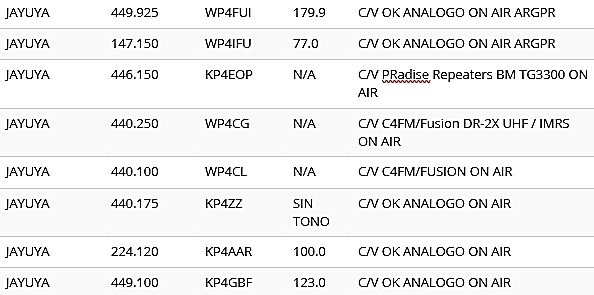 JAYUYA 449.925 WP4FUI 179.9 C/V OK ANALOGO ON AIR ARGPR
JAYUYA 147.150 WP4IFU 77.0 C/V OK ANALOGO ON AIR ARGPR
JAYUYA 446.150 KP4EOP N/A C/V PRadise Repeaters BM TG3300 ON
AIR
JAYUYA 440.250 WP4CG N/A C/V C4FM/Fusion DR-2X UHF / IMRS
ON AIR
JAYUYA 440.100 WP4CL N/A C/V C4FM/FUSION ON AIR
JAYUYA 440.175 KP4ZZ SIN C/V OK ANALOGO ON AIR
TONO
JAYUYA 224.120 KP4AAR 100.0 C/V OK ANALOGO ON AIR
JAYUYA 449.100 KP4GBF 123.0 C/V OK ANALOGO ON AIR